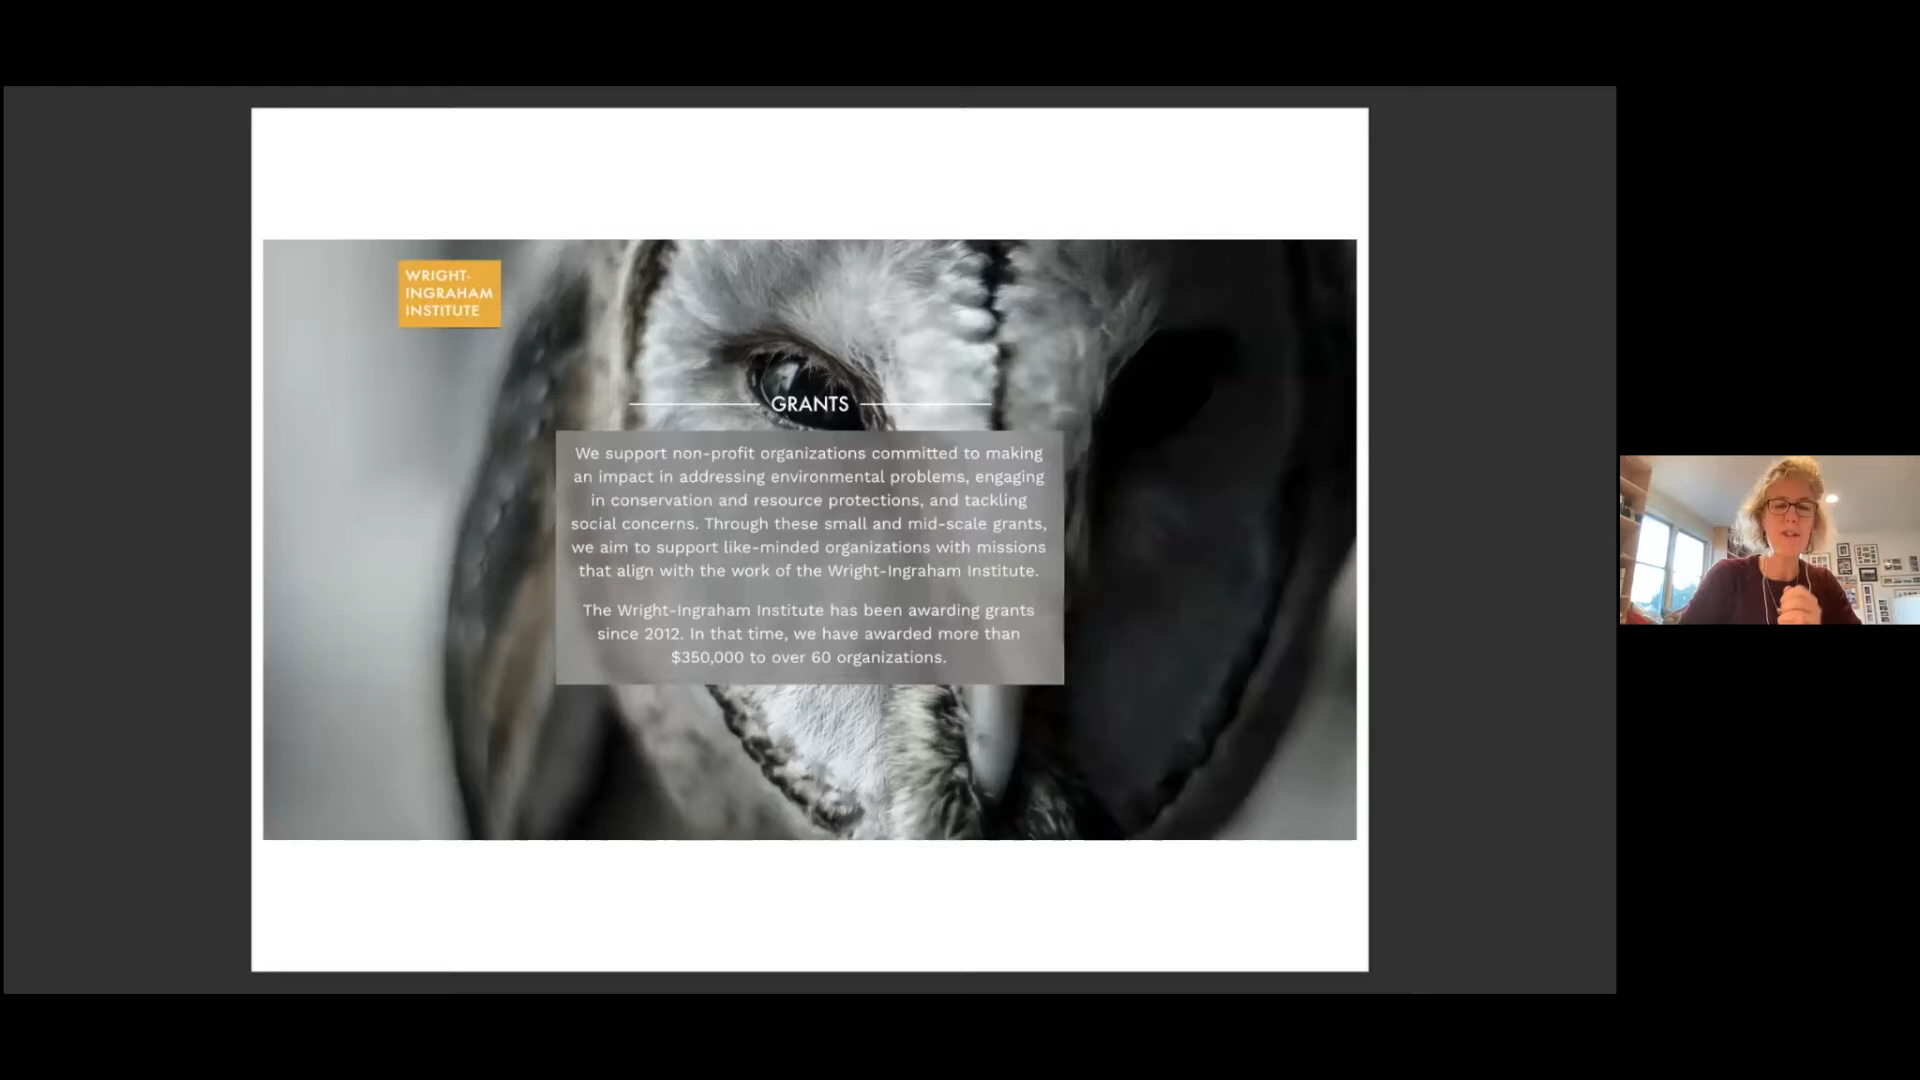 WRIGHT-
INGRAHAM
INSTITUTE
GRANTS
We support non-profit organizations committed to making
an impact in addressing environmental problems, engaging
in conservation and resource protections, and tackling
social concerns. Through these small and mid-scale grants,
we aim to support like-minded organizations with missions
that align with the work of the Wright-Ingraham Institute.
The Wright-Ingraham Institute has been awarding grants
since 2012. In that time, we have awarded more than
$350,000 to over 60 organizations.